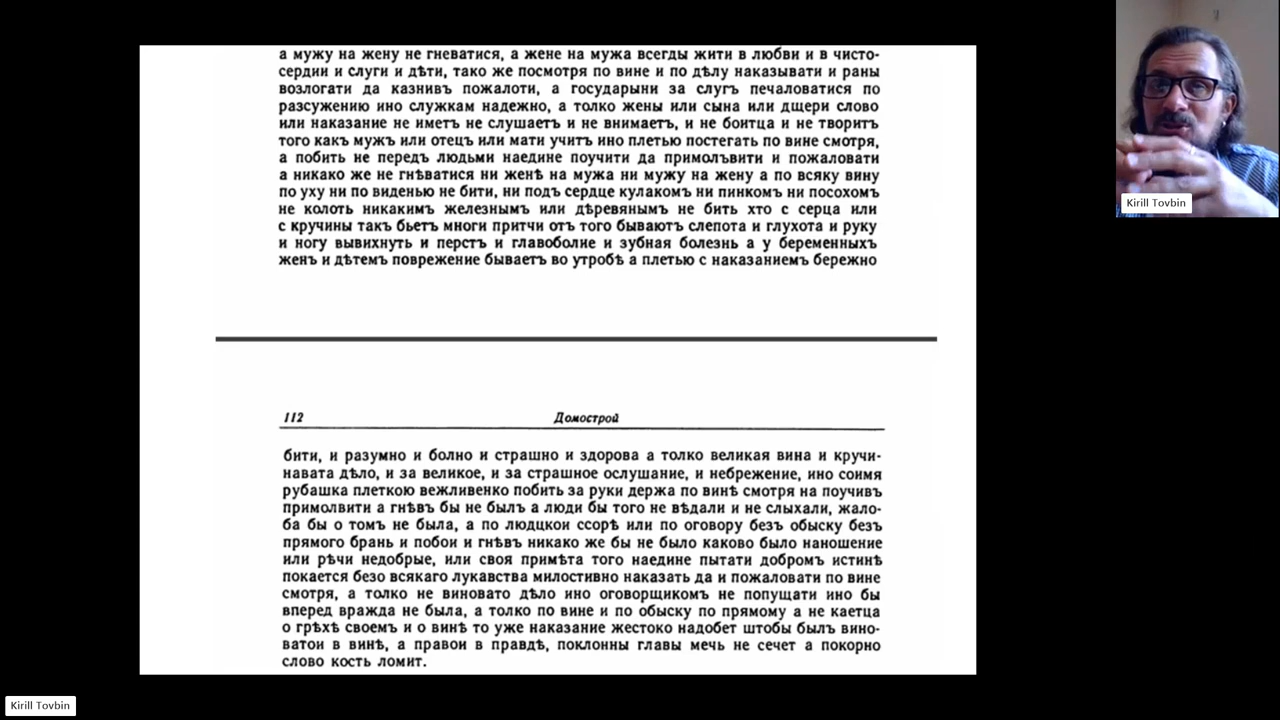 а мужу на жену не гневатися, а жене на мужа всегды жити в любви и в чисто-
сердии и слуги и дѣти, тако же посмотря по вине и по дѣлу наказывати и раны
возлогати да казнивъ пожалоти, а государыни за слугъ печаловатися по
разсужению ино служкам надежно, а толко жены или сына или дщери слово
или наказание не иметъ не слушаетъ и не внимаетъ, и не боитца и не творитъ
того какъ мужъ или отец или мати учитъ ино плетью постегать по вине смотря,
а побить не передъ людьми наедине поучити да примолъвити и пожаловати
а никако же не гнѣватися ни женѣ на мужа ни мужу на жену а по всяку вину
по уху ни по виденью не бити, ни подъ сердце кулакомъ ни пинкомъ ни посохомъ
не колоть никакимъ железнымъ или дѣревянымъ не бить хто с серца или
с кручины такъ бьетъ многи притчи отъ того бываютъ слепота и глухота и руку
и ногу вывихнуть и перстъ и главоболие и зубная болезнь а у беременныхъ
женъ и дѣтемъ поврежение бываетъ во утробѣ а плетью с наказаниемъ бережно
112 Домострой
бити, и разумно и болно и страшно и здорова а толко великая вина и кручи-
навата дѣло, и за великое, и за страшное ослушание, и небрежение, ино соимя
рубашка плеткою вежливенко побить за руки держа по винѣ смотря на поучивъ
примолвити а гнѣвъ бы не былъ а люди бы того не вѣдали и не слыхали, жало-
ба бы о томъ не была, а по людцкои ссорѣ или по оговору безъ обыску безъ
прямого брань и побои и гнѣвъ никако же бы не было каково было наношение
или рѣчи недобрые, или своя примѣта того наедине пытати добромъ истинѣ
покается безо всякаго лукавства милостивно наказать да и пожаловати по вине
смотря, а толко не виновато дѣло ино оговорщикомъ не попущати ино бы
вперед вражда не была, а толко по вине и по обыску по прямому а не каетца
о грѣхѣ своемъ и о винѣ то уже наказание жестоко надобет штобы былъ вино-
ватои в винѣ, а правои в правдѣ, поклонны главы мечь не сечет а покорно
слово кость ломит.
Kirill Tovbin
Kirill Tovbin